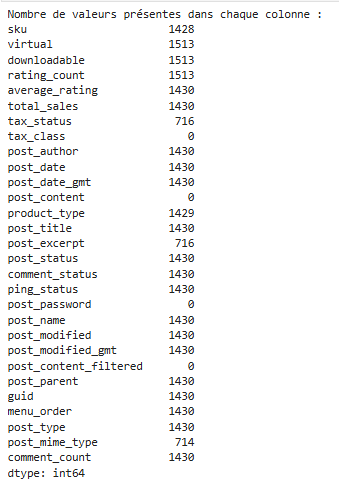 Nombre de valeurs présentes dans chaque colonne :
sku 1428
virtual 1513
downloadable 1513
rating_count 1513
average_rating 1430
total_sales 1430
tax_status 716
tax_class 0
post_author 1430
post_date 1430
post_date_gmt 1430
post_content 0
product_type 1429
post_title 1430
post_excerpt 716
post_status 1430
comment_status 1430
ping_status 1430
post_password 0
post_name 1430
post_modified 1430
post_modified_gmt 1430
post_content_filtered 0
post_parent 1430
guid 1430
menu_order 1430
post_type 1430
post_mime_type 714
comment_count 1430
dtype: int64